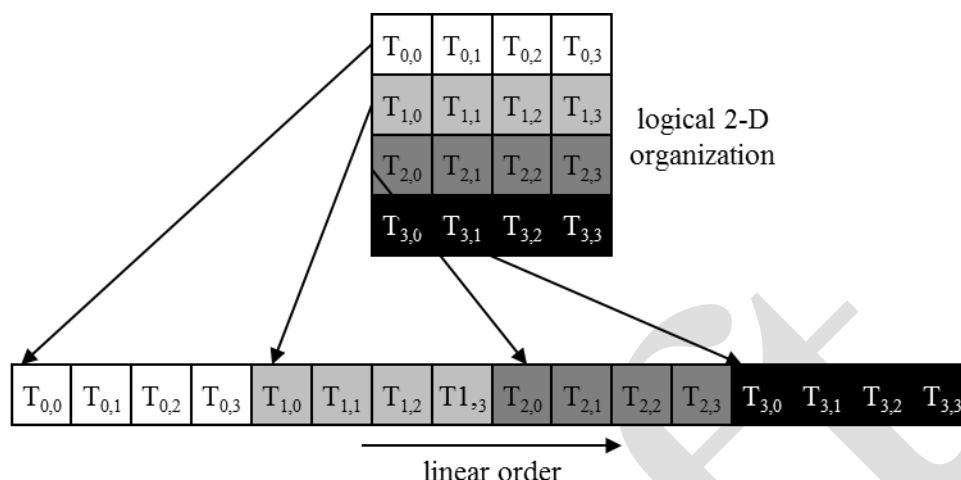 T0,0 T0,1 T0,2 T0,3
T1,0 T1,1 T1,2 T1,3
T2,0 T2,1 T2,2 T2,3
T3,0 T3,1 T3,2 T3,3
logical 2-D
organization
T0,0 T0,1 T0,2 T0,3 T1,0 T1,1 T1,2 T1,3 T2,0 T2,1 T2,2 T2,3 T3,0 T3,1 T3,2 T3,3
linear order